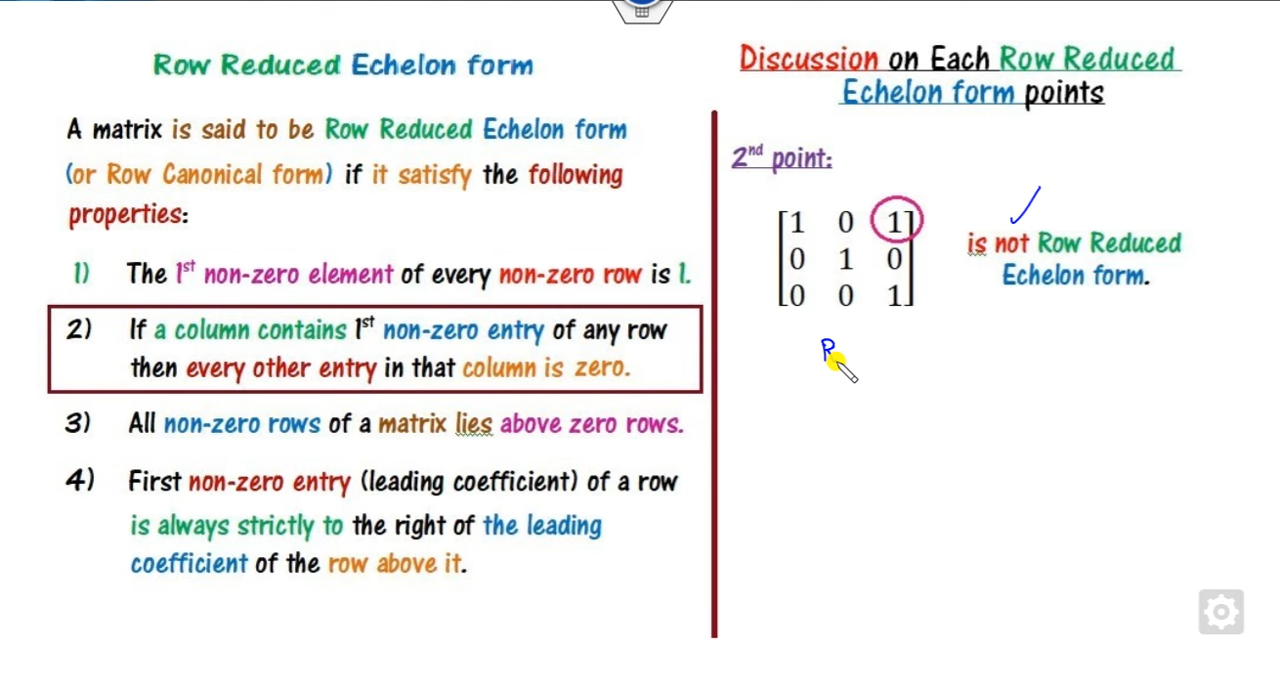 Row Reduced Echelon form
A matrix is said to be Row Reduced Echelon form
(or Row Canonical form) if it satisfy the following
properties:
1) The 1st non-zero element of every non-zero row is 1.
2) If a column contains 1st non-zero entry of any row
then every other entry in that column is zero.
3) All non-zero rows of a matrix lies above zero rows.
4) First non-zero entry (leading coefficient) of a row
is always strictly to the right of the leading
coefficient of the row above it.
Discussion on Each Row Reduced
Echelon form points
2nd point:
1 0 1
0 1 0
0 0 1
is not Row Reduced
Echelon form.
R